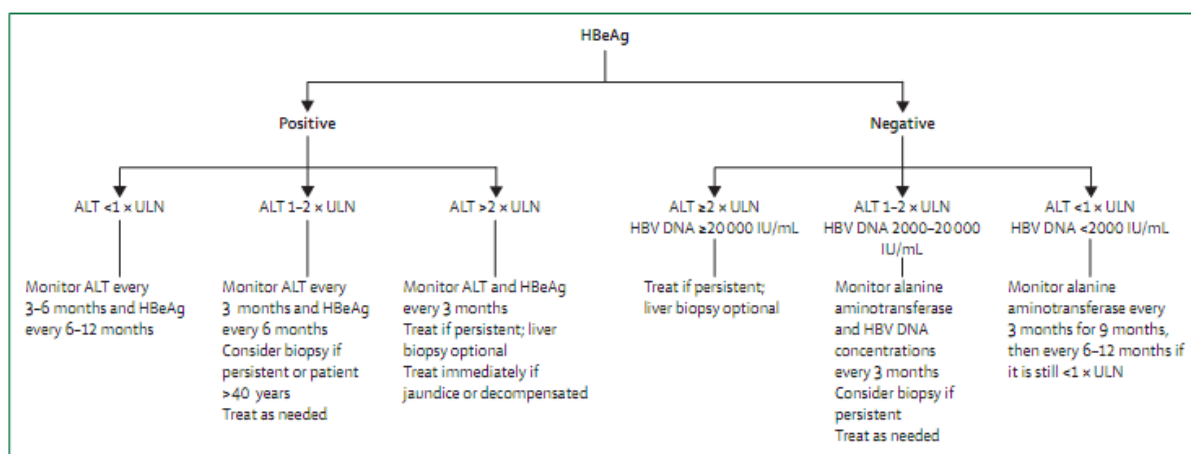 HBeAg
Positive
Negative
ALT <1 × ULN
ALT 1–2 × ULN
ALT >2 × ULN
ALT ≥2 × ULN
HBV DNA ≥20 000 IU/mL
ALT 1–2 × ULN
HBV DNA 2000–20 000
IU/mL
ALT <1 × ULN
HBV DNA <2000 IU/mL
Monitor ALT every
3–6 months and HBeAg
every 6–12 months
Monitor ALT every
3 months and HBeAg
every 6 months
Consider biopsy if
persistent or patient
>40 years
Treat as needed
Monitor ALT and HBeAg
every 3 months
Treat if persistent; liver
biopsy optional
Treat immediately if
jaundice or decompensated
Treat if persistent;
liver biopsy optional
Monitor alanine
aminotransferase
and HBV DNA
concentrations
every 3 months
Consider biopsy if
persistent
Treat as needed
Monitor alanine
aminotransferase every
3 months for 9 months,
then every 6–12 months if
it is still <1 × ULN